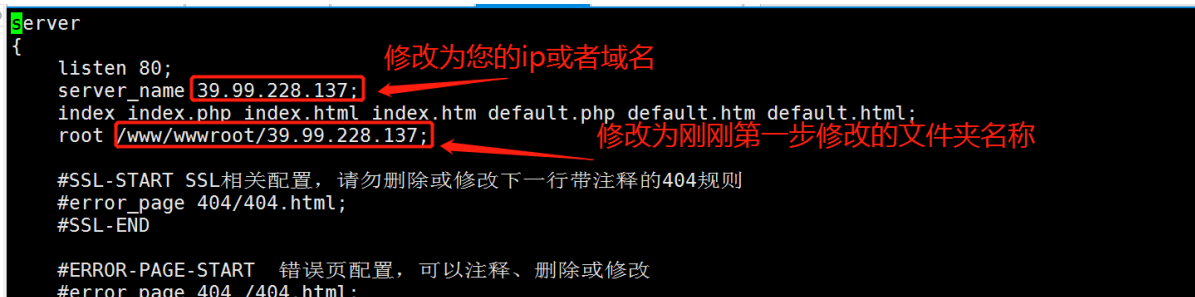 server
{
listen 80;
修改为您的ip或者域名
server_name 39.99.228.137;
index index.php index.html index.htm default.php default.htm default.html;
root /www/wwwroot/39.99.228.137;
修改为刚刚第一步修改的文件夹名称
#SSL-START SSL相关配置，请勿删除或修改下一行带注释的404规则
#error_page 404/404.html;
#SSL-END
#ERROR-PAGE-START 错误页配置，可以注释、删除或修改
#error_page 404 /404.html;